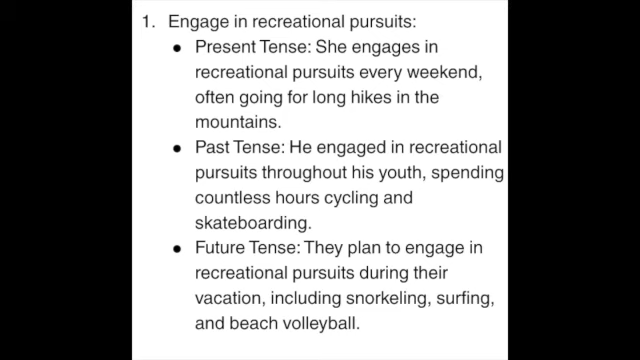 1. Engage in recreational pursuits:
● Present Tense: She engages in
recreational pursuits every weekend,
often going for long hikes in the
mountains.
● Past Tense: He engaged in recreational
pursuits throughout his youth, spending
countless hours cycling and
skateboarding.
● Future Tense: They plan to engage in
recreational pursuits during their
vacation, including snorkeling, surfing,
and beach volleyball.